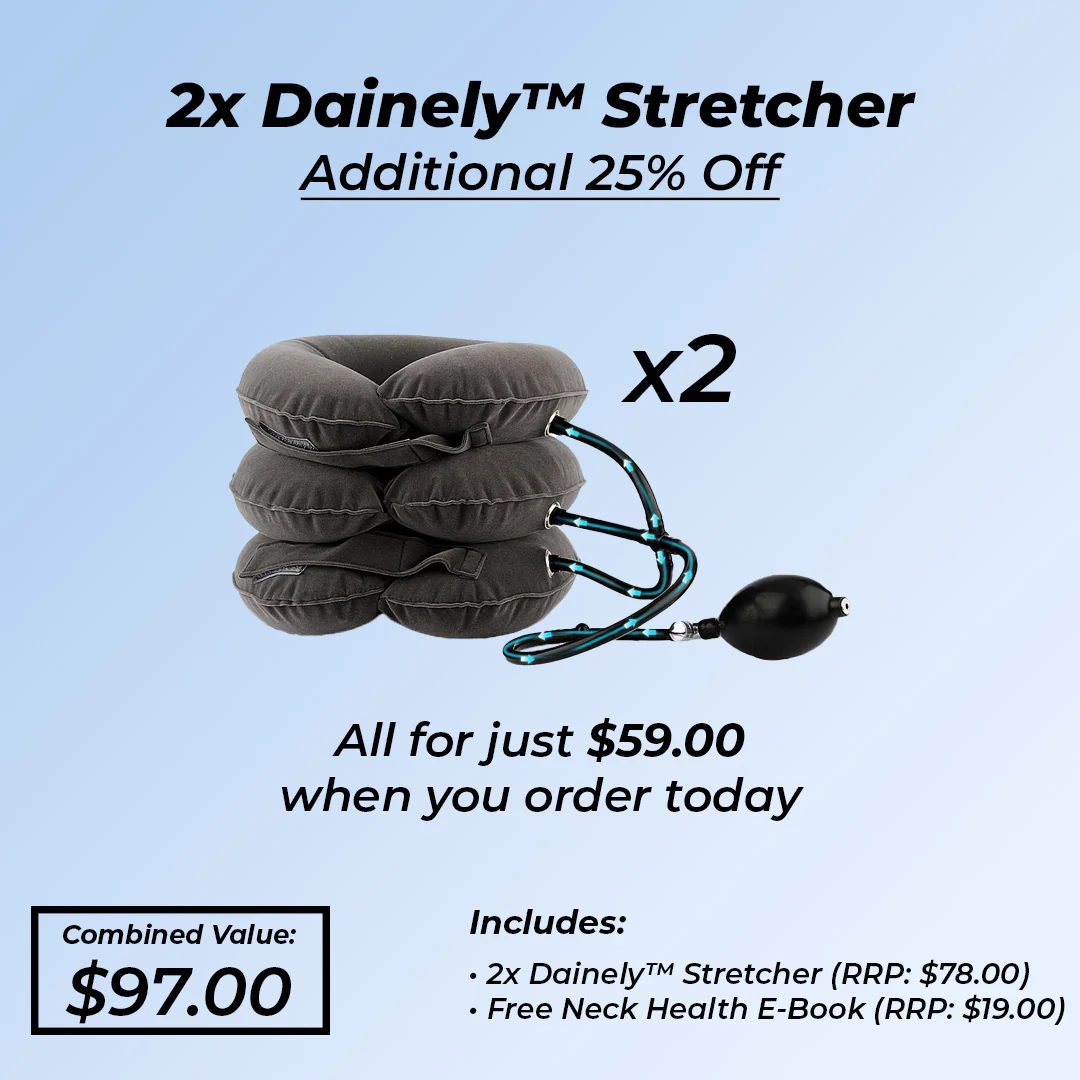 2x Dainely™ Stretcher
Additional 25% Off
x2
All for just $59.00
when you order today
Combined Value:
$97.00
Includes:
• 2x Dainely™ Stretcher (RRP: $78.00)
• Free Neck Health E-Book (RRP: $19.00)